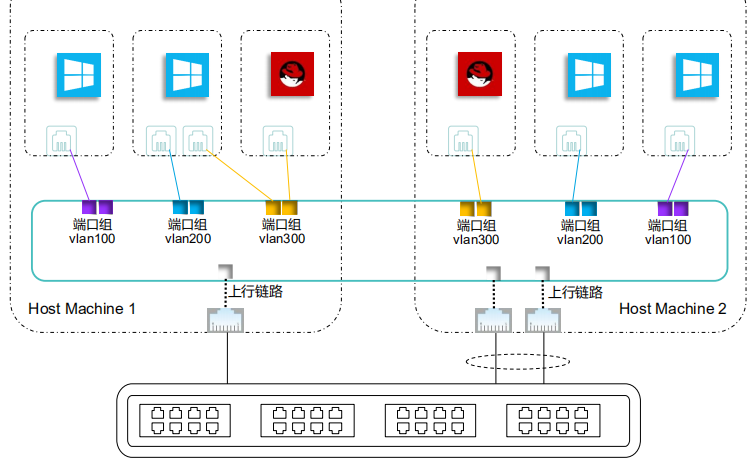 端口组
vlan100
端口组
vlan200
端口组
vlan300
端口组
vlan300
端口组
vlan200
端口组
vlan100
上行链路
上行链路
Host Machine 1
Host Machine 2